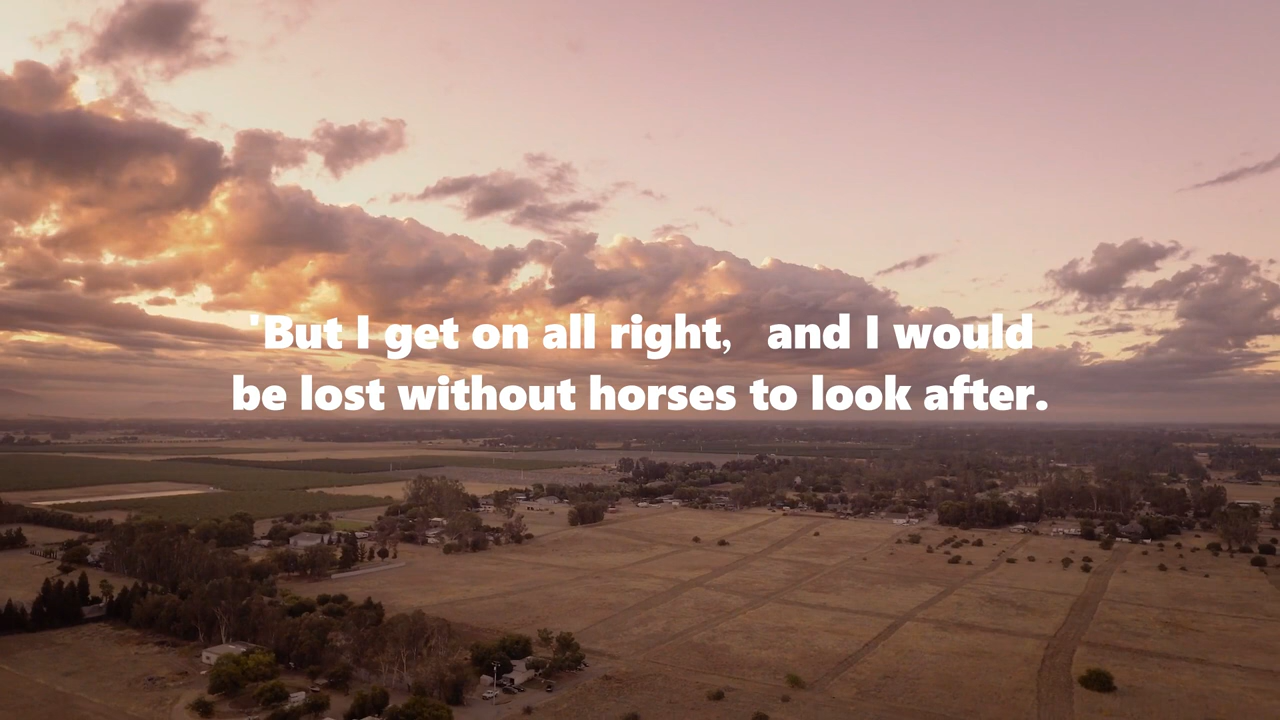 'But I get on all right,  and I would
be lost without horses to look after.